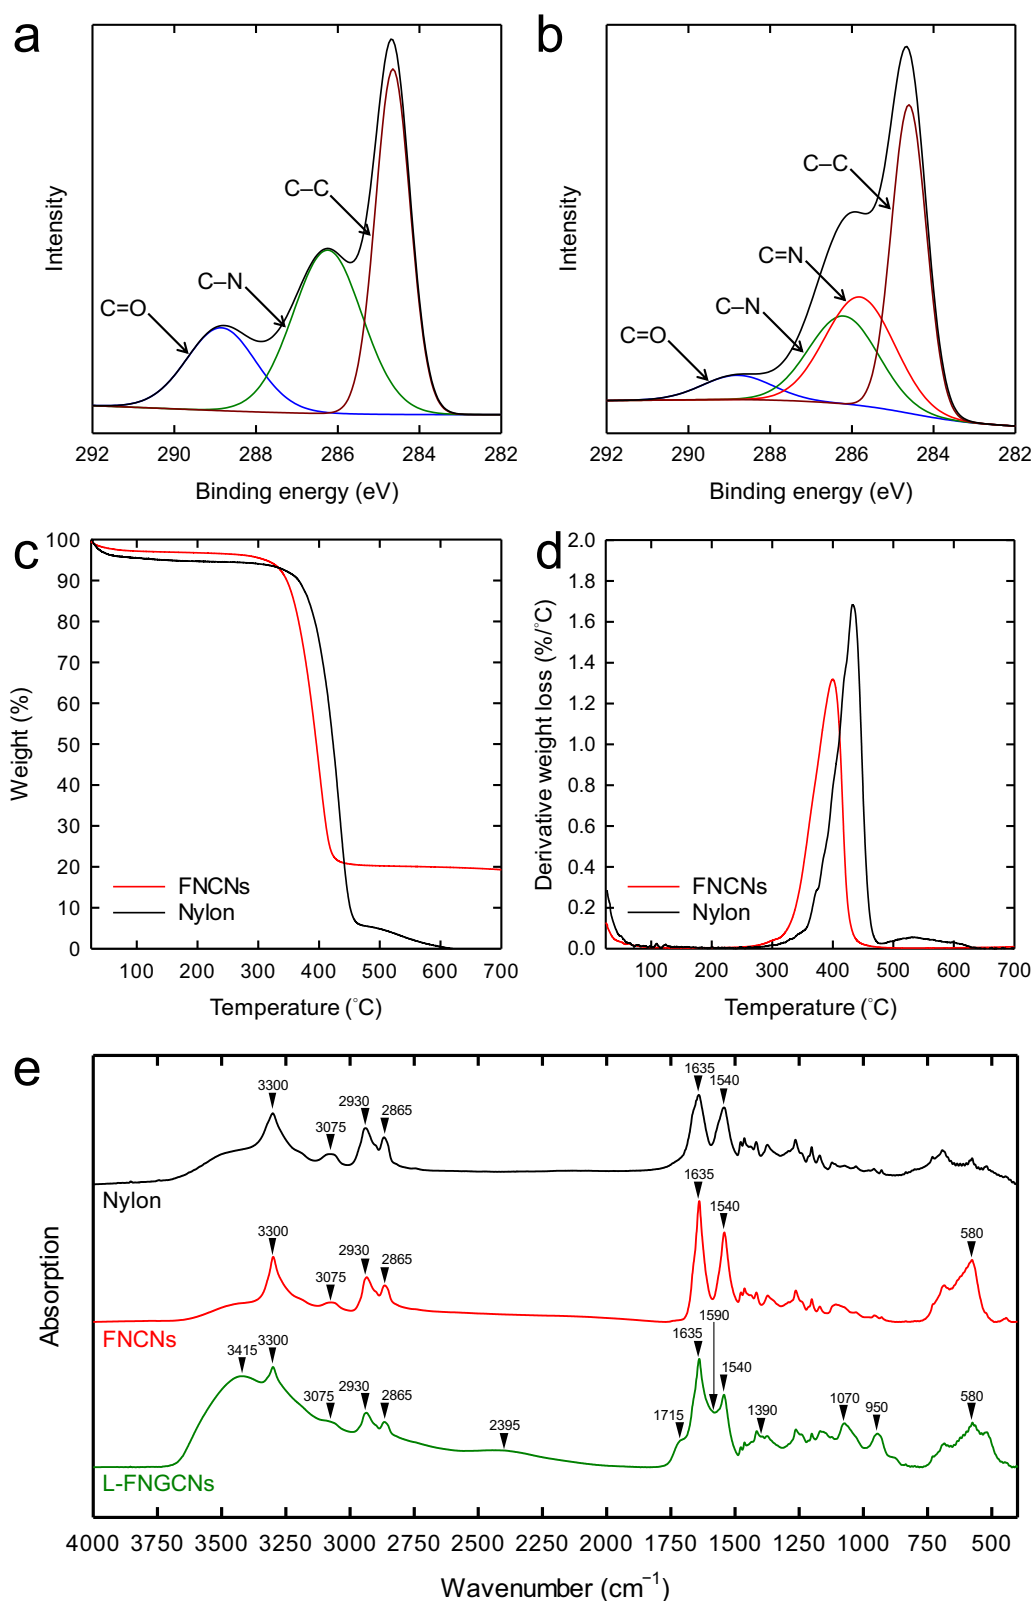 a
Intensity
C=O
C–N
C–C
292 290 288 286 284 282
Binding energy (eV)
b
Intensity
C=O
C–N
C=N
C–C
292 290 288 286 284 282
Binding energy (eV)
c
Weight (%)
100
90
80
70
60
50
40
30
20
10
0
FNCNs
Nylon
100 200 300 400 500 600 700
Temperature (°C)
d
Derivative weight loss (%/°C)
2.0
1.8
1.6
1.4
1.2
1.0
0.8
0.6
0.4
0.2
0.0
FNCNs
Nylon
100 200 300 400 500 600 700
Temperature (°C)
e
Absorption
3300 3075 2930 2865 1635 1540
Nylon
3300 3075 2930 2865 1635 1540 580
FNCNs
3415 3300 3075 2930 2865 2395 1715 1635 1590 1540 1390 1070 950 580
L-FNGCNs
4000 3750 3500 3250 3000 2750 2500 2250 2000 1750 1500 1250 1000 750 500
Wavenumber (cm⁻¹)